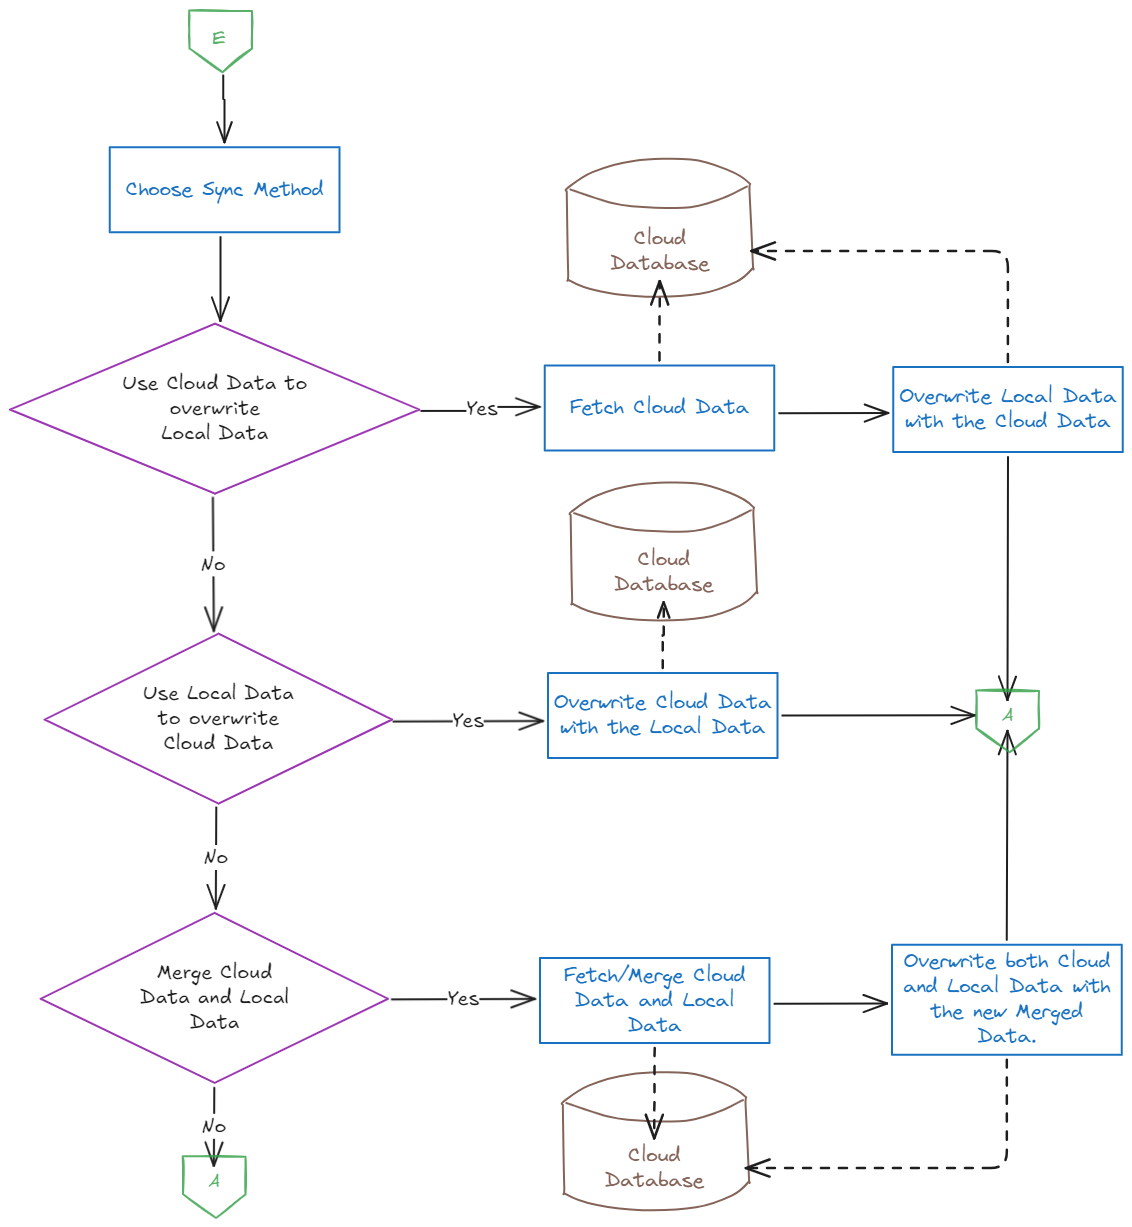 E
Choose Sync Method
Cloud
Database
Use Cloud Data to
overwrite
Local Data
Yes
Fetch Cloud Data
Overwrite Local Data
with the Cloud Data
No
Cloud
Database
Use Local Data
to overwrite
Cloud Data
Yes
Overwrite Cloud Data
with the Local Data
A
No
Merge Cloud
Data and Local
Data
Yes
Fetch/Merge Cloud
Data and Local
Data
Overwrite both Cloud
and Local Data with
the new Merged
Data.
No
Cloud
Database
A